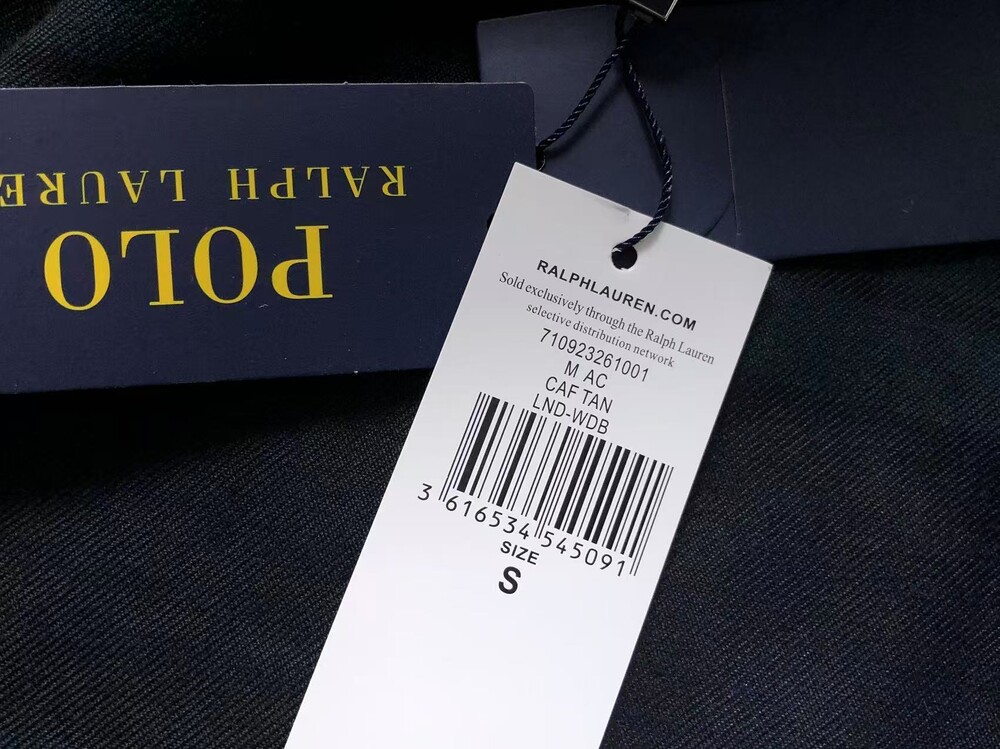 POLO
RALPH LAURE
RALPHLAUREN.COM
Sold exclusively through the Ralph Lauren
selective distribution network
710923261001
M AC
CAF TAN
LND-WDB
3 616534 545091
SIZE
S